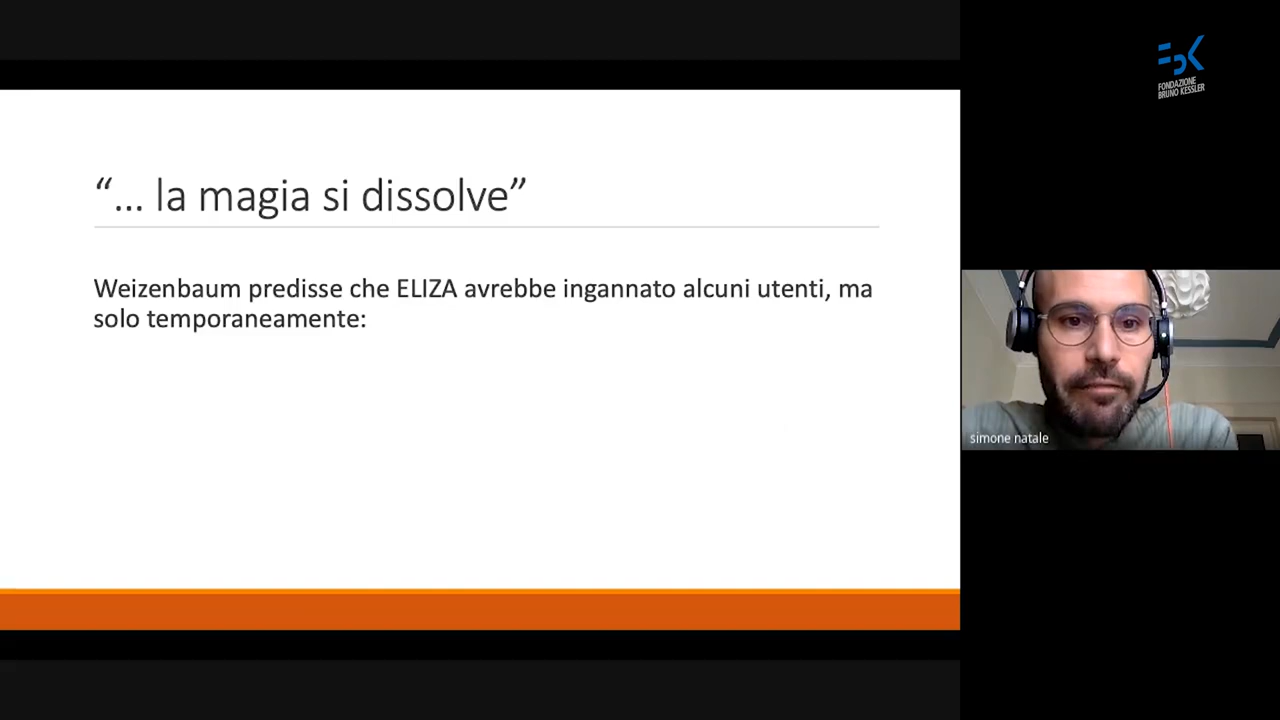 FONDAZIONE
BRUNO KESSLER
“... la magia si dissolve”
Weizenbaum predisse che ELIZA avrebbe ingannato alcuni utenti, ma
solo temporaneamente:
simone natale